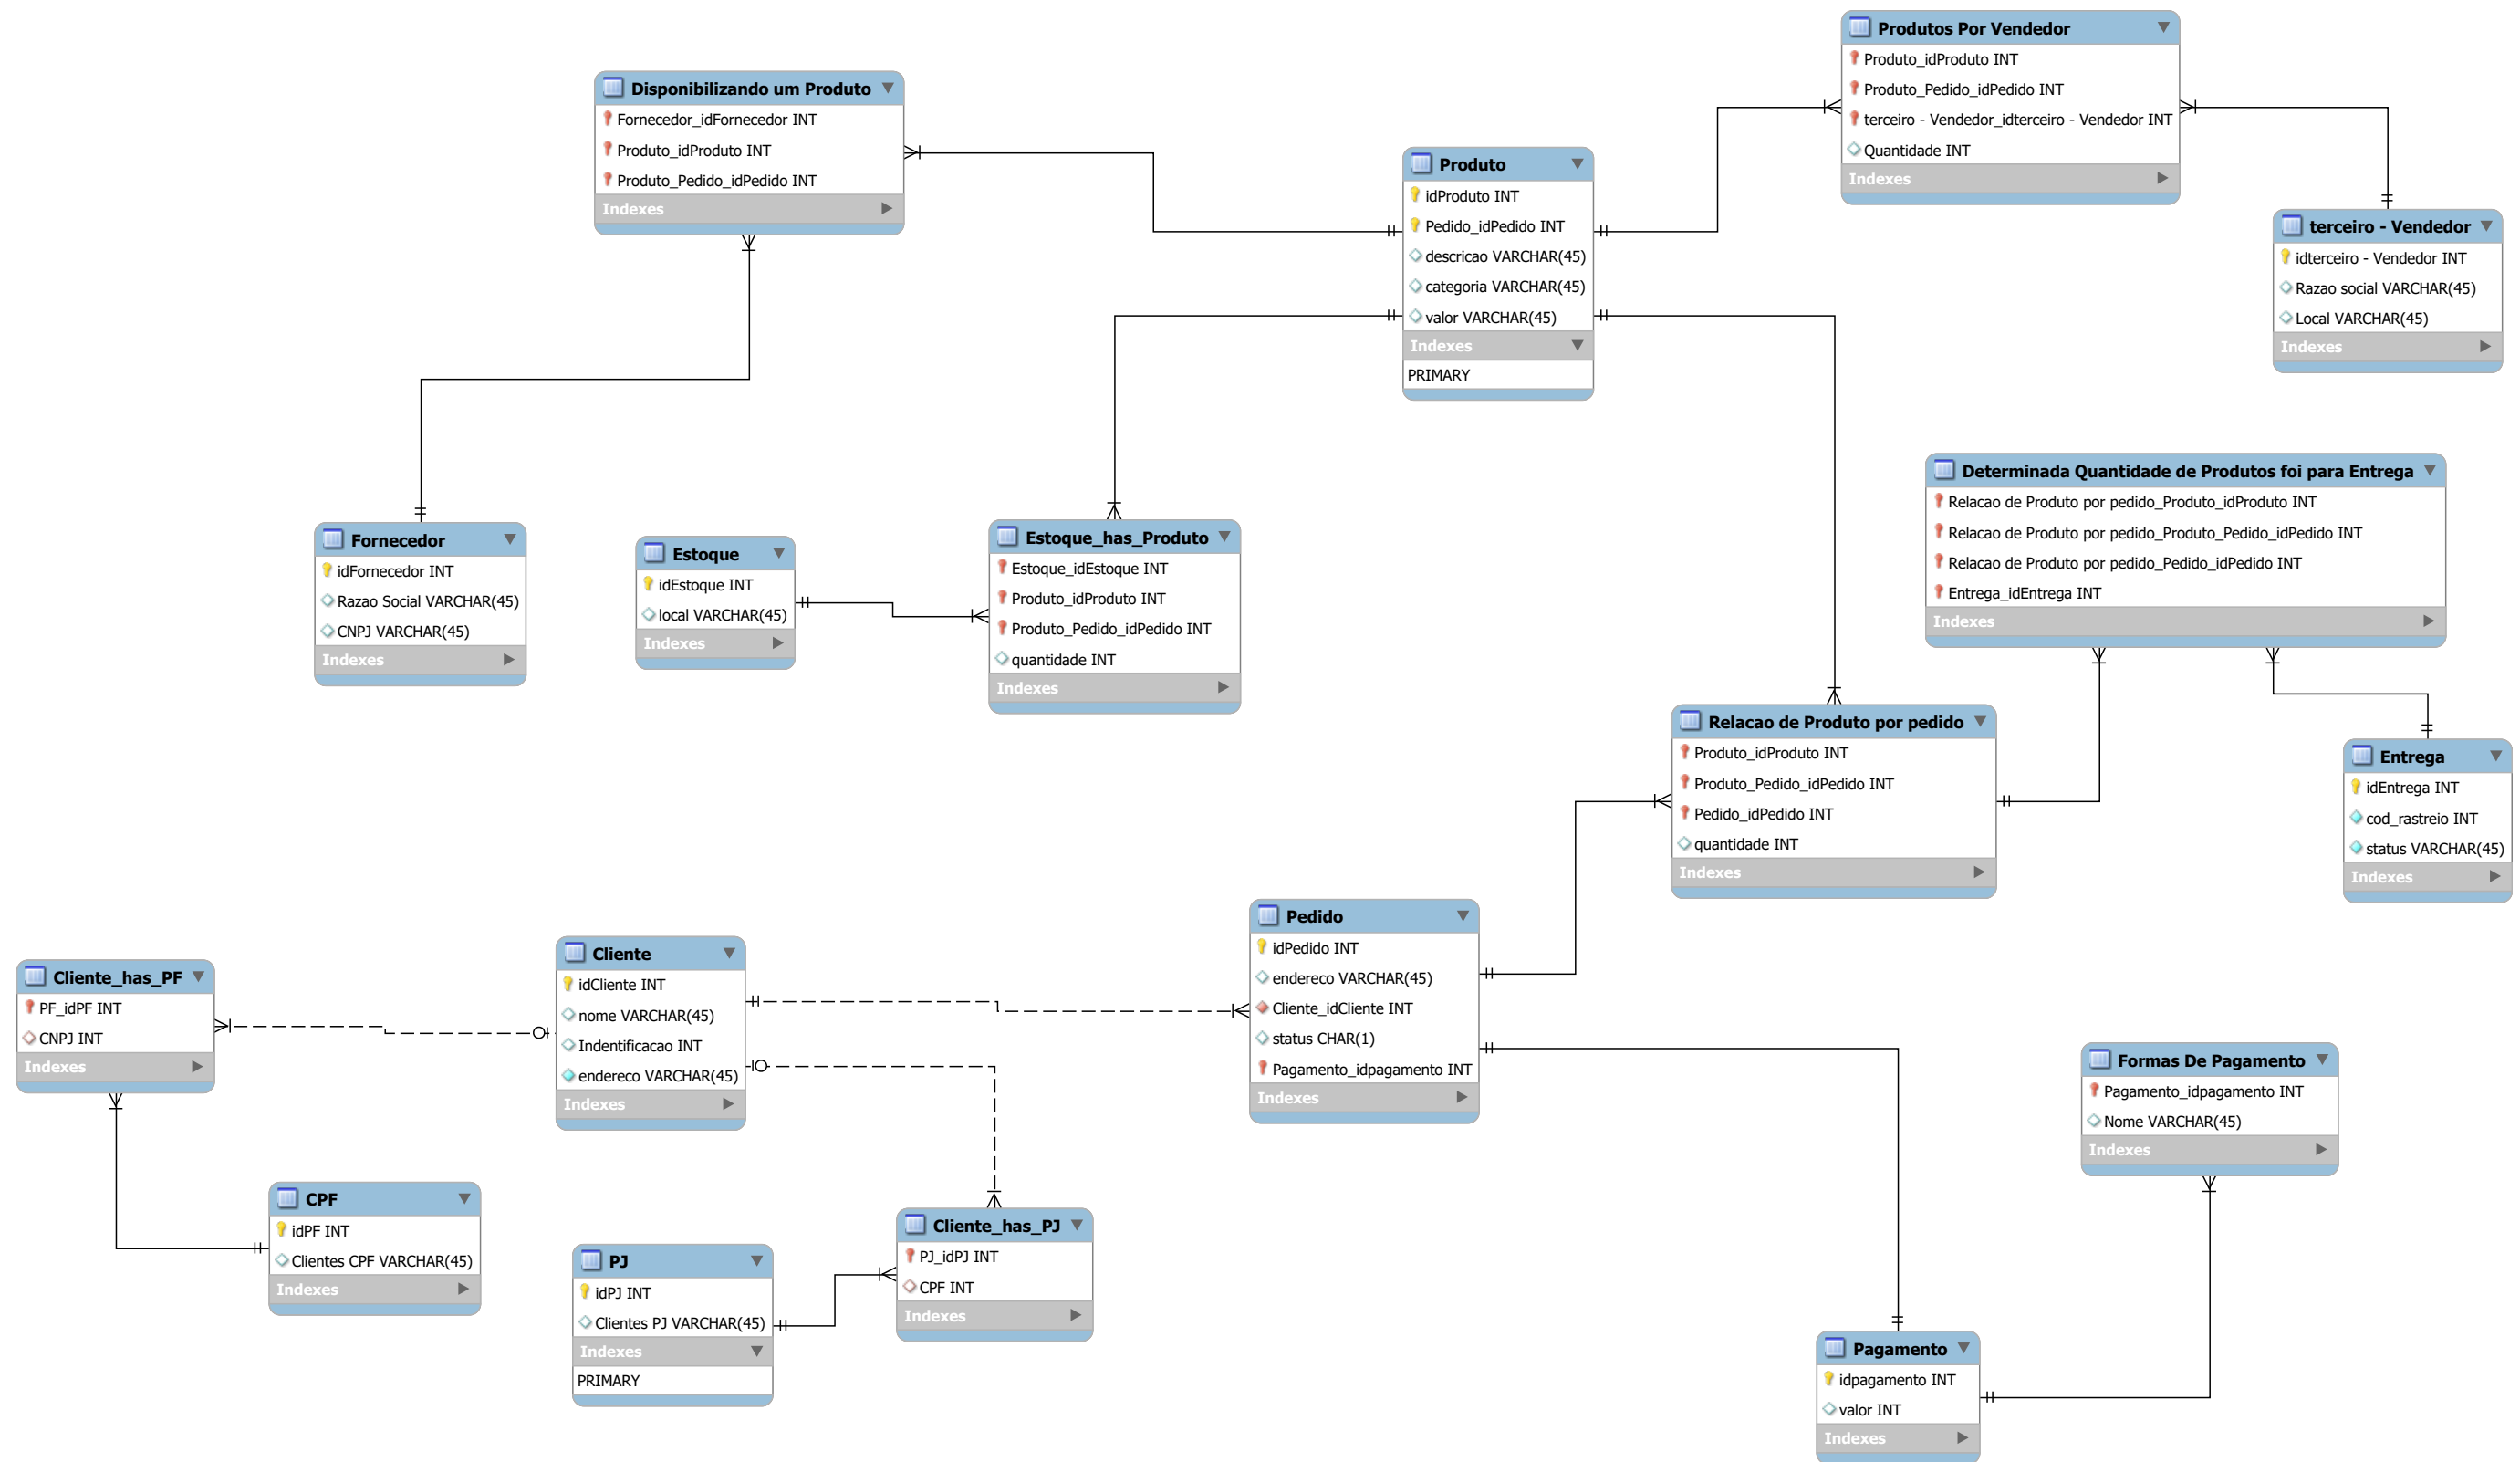 Produtos Por Vendedor
Produto_idProduto INT
Produto_Pedido_idPedido INT
terceiro - Vendedor_idterceiro - Vendedor INT
Quantidade INT
Indexes
Disponibilizando um Produto
Fornecedor_idFornecedor INT
Produto_idProduto INT
Produto_Pedido_idPedido INT
Indexes
Produto
idProduto INT
Pedido_idPedido INT
descricao VARCHAR(45)
categoria VARCHAR(45)
valor VARCHAR(45)
Indexes
PRIMARY
terceiro - Vendedor
idterceiro - Vendedor INT
Razao social VARCHAR(45)
Local VARCHAR(45)
Indexes
Determinada Quantidade de Produtos foi para Entrega
Relacao de Produto por pedido_Produto_idProduto INT
Relacao de Produto por pedido_Produto_Pedido_idPedido INT
Relacao de Produto por pedido_Pedido_idPedido INT
Entrega_idEntrega INT
Indexes
Fornecedor
idFornecedor INT
Razao Social VARCHAR(45)
CNPJ VARCHAR(45)
Indexes
Estoque
idEstoque INT
local VARCHAR(45)
Indexes
Estoque_has_Produto
Estoque_idEstoque INT
Produto_idProduto INT
Produto_Pedido_idPedido INT
quantidade INT
Indexes
Relacao de Produto por pedido
Produto_idProduto INT
Produto_Pedido_idPedido INT
Pedido_idPedido INT
quantidade INT
Indexes
Entrega
idEntrega INT
cod_rastreio INT
status VARCHAR(45)
Indexes
Pedido
idPedido INT
endereco VARCHAR(45)
Cliente_idCliente INT
status CHAR(1)
Pagamento_idpagamento INT
Indexes
Cliente
idCliente INT
nome VARCHAR(45)
Indentificacao INT
endereco VARCHAR(45)
Indexes
Cliente_has_PF
PF_idPF INT
CNPJ INT
Indexes
Formas De Pagamento
Pagamento_idpagamento INT
Nome VARCHAR(45)
Indexes
CPF
idPF INT
Clientes CPF VARCHAR(45)
Indexes
Cliente_has_PJ
PJ_idPJ INT
CPF INT
Indexes
PJ
idPJ INT
Clientes PJ VARCHAR(45)
Indexes
PRIMARY
Pagamento
idpagamento INT
valor INT
Indexes